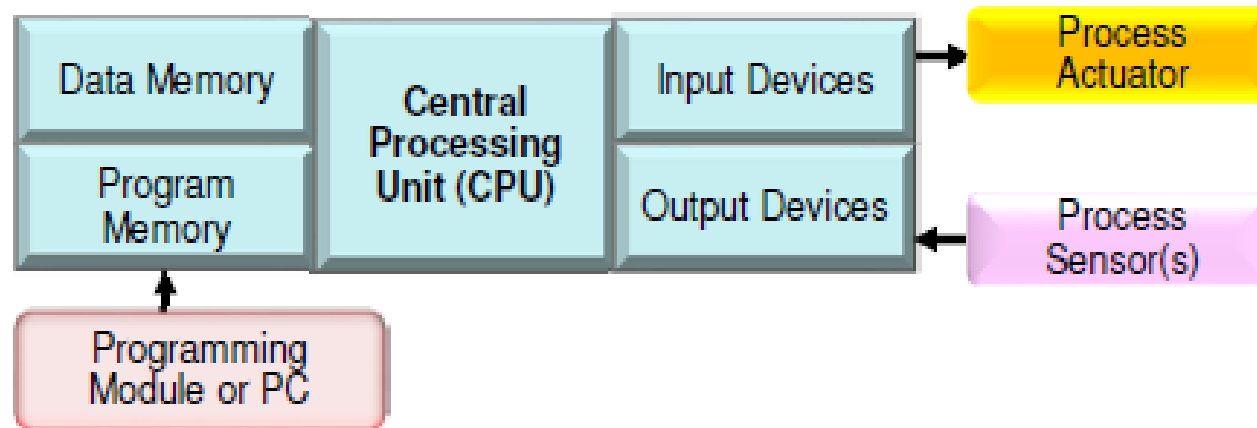 Data Memory
Program
Memory
Central
Processing
Unit (CPU)
Input Devices
Output Devices
Process
Actuator
Process
Sensor(s)
Programming
Module or PC